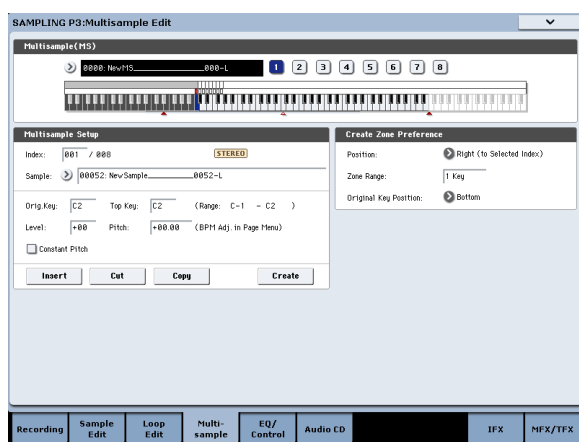 SAMPLING P3:Multisample Edit
Multisample(MS)
0000: NewMS_____________000-L
1 2 3 4 5 6 7 8
Multisample Setup
Index: 001 / 008 STEREO
Sample: 00052: NewSample_________0052-L
Orig.Key: C2 Top Key: C2 (Range: C-1 - C2 )
Level: +00 Pitch: +00.00 (BPM Adj. in Page Menu)
Constant Pitch
Insert Cut Copy Create
Create Zone Preference
Position: Right (to Selected Index)
Zone Range: 1 Key
Original Key Position: Bottom
Recording Sample Edit Loop Edit Multi-sample EQ/Control Audio CD IFX MFX/TFX